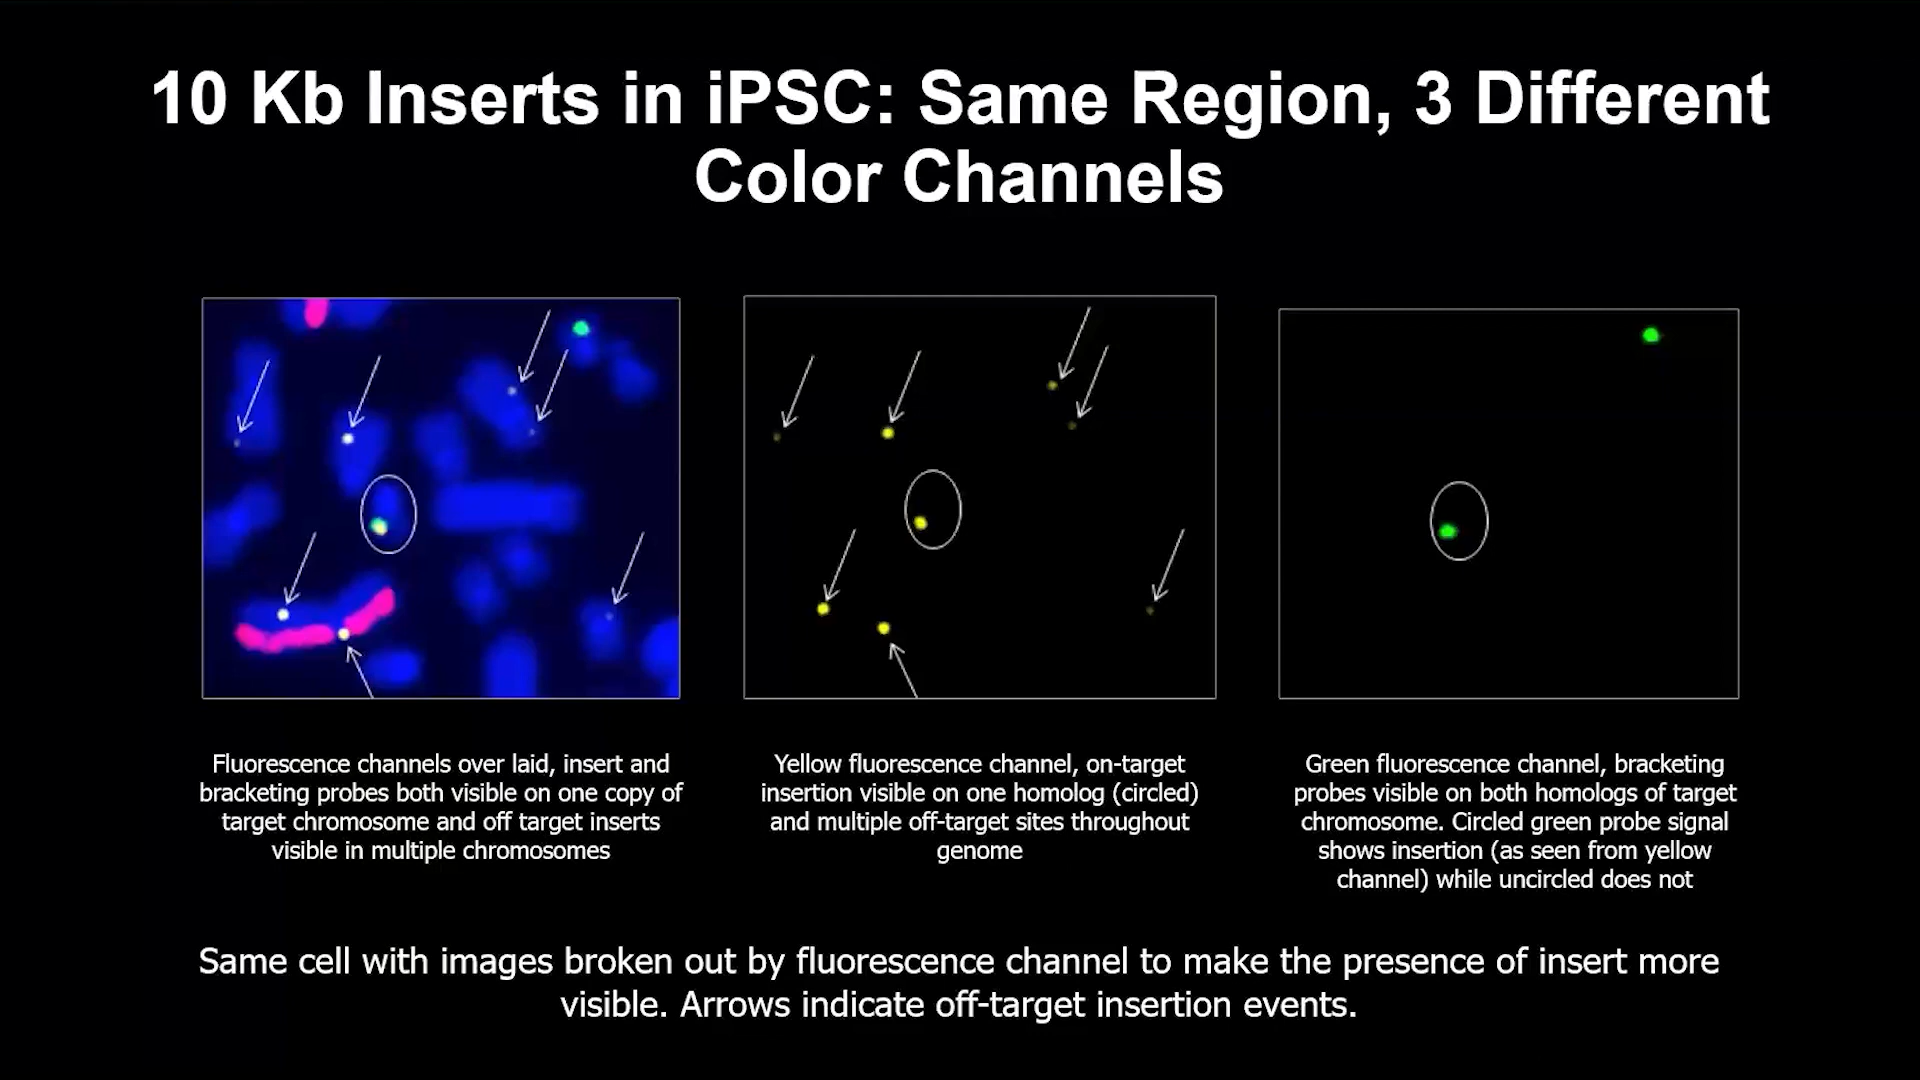 10 Kb Inserts in iPSC: Same Region, 3 Different
Color Channels
Fluorescence channels over laid, insert and
bracketing probes both visible on one copy of
target chromosome and off target inserts
visible in multiple chromosomes
Yellow fluorescence channel, on-target
insertion visible on one homolog (circled)
and multiple off-target sites throughout
genome
Green fluorescence channel, bracketing
probes visible on both homologs of target
chromosome. Circled green probe signal
shows insertion (as seen from yellow
channel) while uncircled does not
Same cell with images broken out by fluorescence channel to make the presence of insert more
visible. Arrows indicate off-target insertion events.